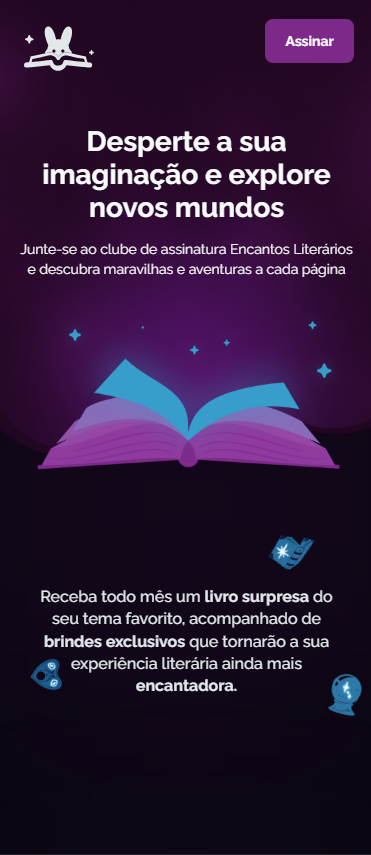 Assinar
Desperte a sua
imaginação e explore
novos mundos
Junte-se ao clube de assinatura Encantos Literários
e descubra maravilhas e aventuras a cada página
Receba todo mês um livro surpresa do
seu tema favorito, acompanhado de
brindes exclusivos que tornarão a sua
experiência literária ainda mais
encantadora.